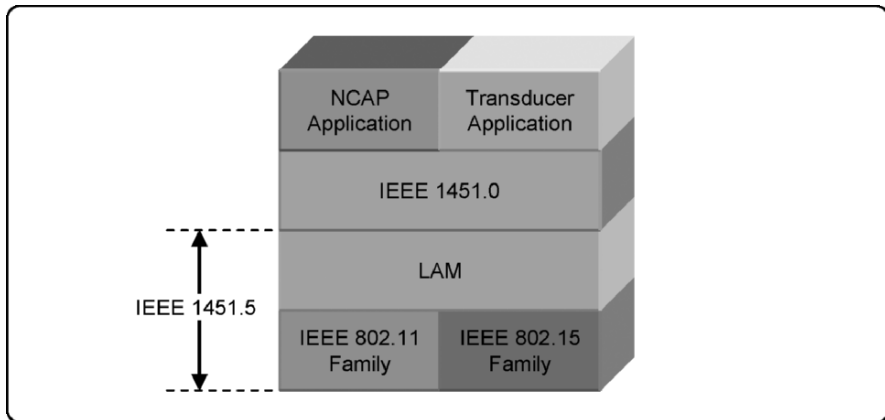 NCAP
Application
Transducer
Application
IEEE 1451.0
LAM
IEEE 1451.5
IEEE 802.11
Family
IEEE 802.15
Family